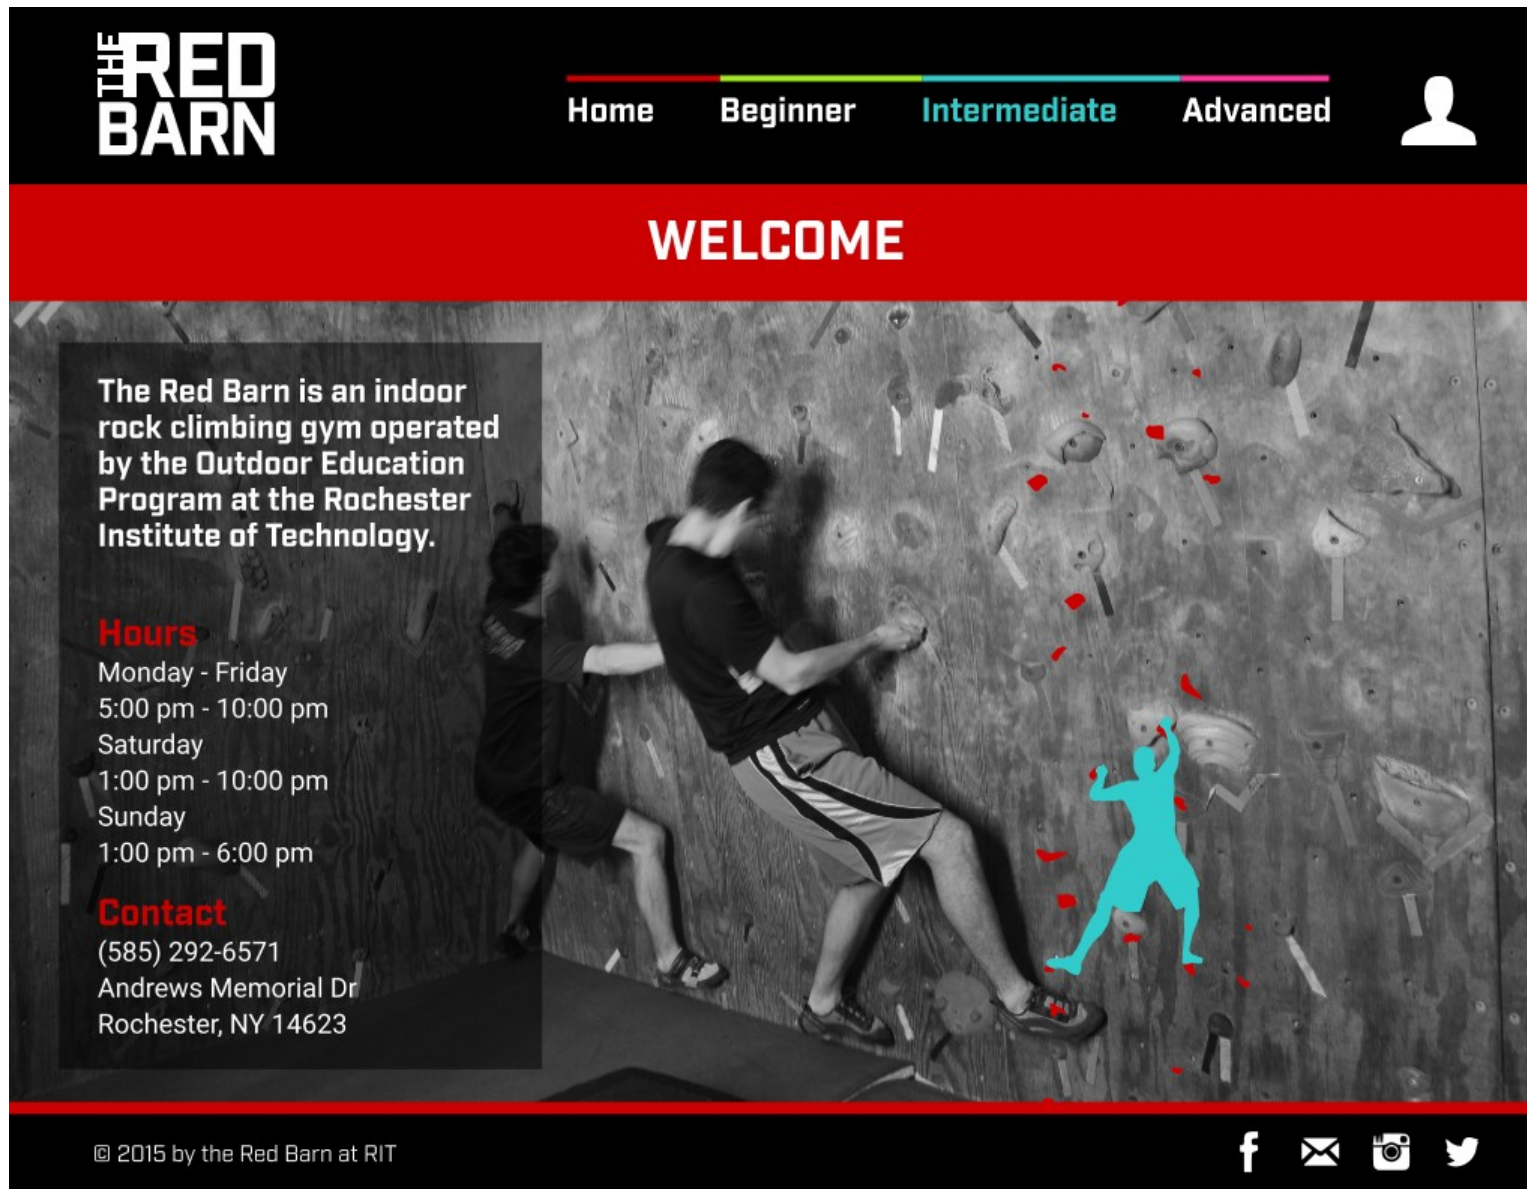 THE RED
BARN
Home Beginner Intermediate Advanced
WELCOME
The Red Barn is an indoor
rock climbing gym operated
by the Outdoor Education
Program at the Rochester
Institute of Technology.
Hours
Monday - Friday
5:00 pm - 10:00 pm
Saturday
1:00 pm - 10:00 pm
Sunday
1:00 pm - 6:00 pm
Contact
(585) 292-6571
Andrews Memorial Dr
Rochester, NY 14623
© 2015 by the Red Barn at RIT